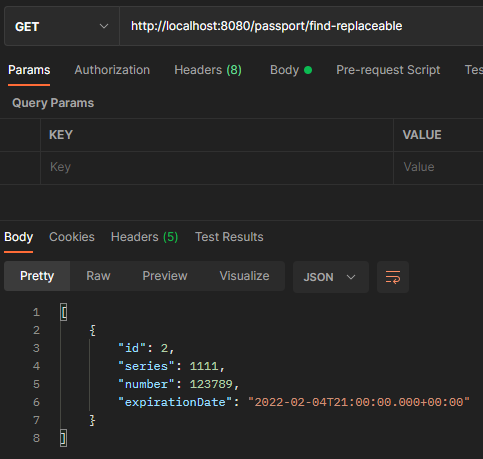 GET http://localhost:8080/passport/find-replaceable
Params Authorization Headers (8) Body Pre-request Script
Query Params
KEY VALUE
Key Value
Body Cookies Headers (5) Test Results
Pretty Raw Preview Visualize JSON
1 [
2 {
3 "id": 2,
4 "series": 1111,
5 "number": 123789,
6 "expirationDate": "2022-02-04T21:00:00.000+00:00"
7 }
8 ]